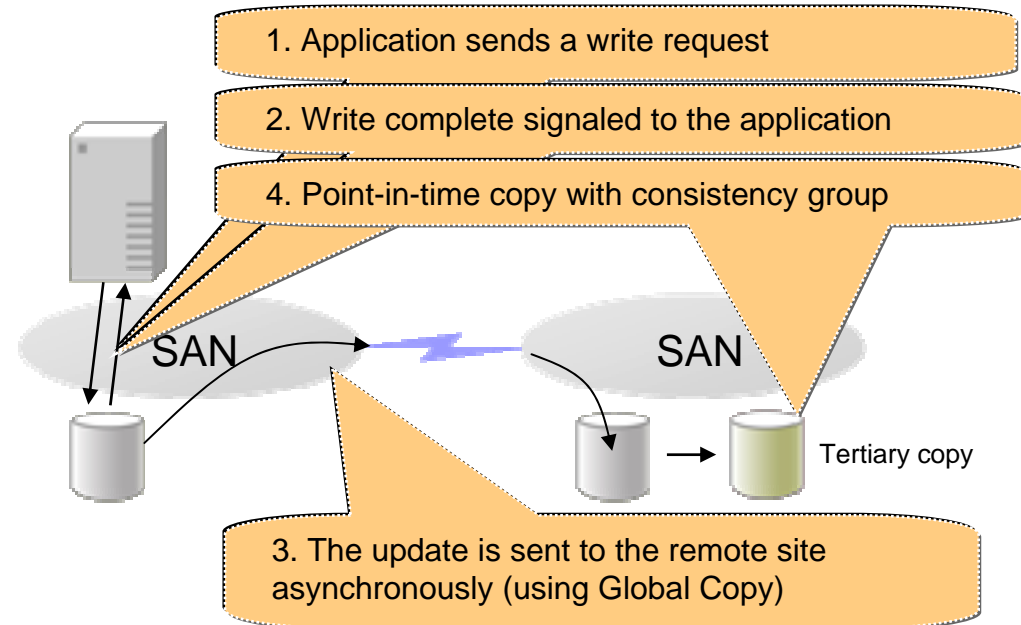 1. Application sends a write request
2. Write complete signaled to the application
4. Point-in-time copy with consistency group
SAN
SAN
Tertiary copy
3. The update is sent to the remote site
asynchronously (using Global Copy)